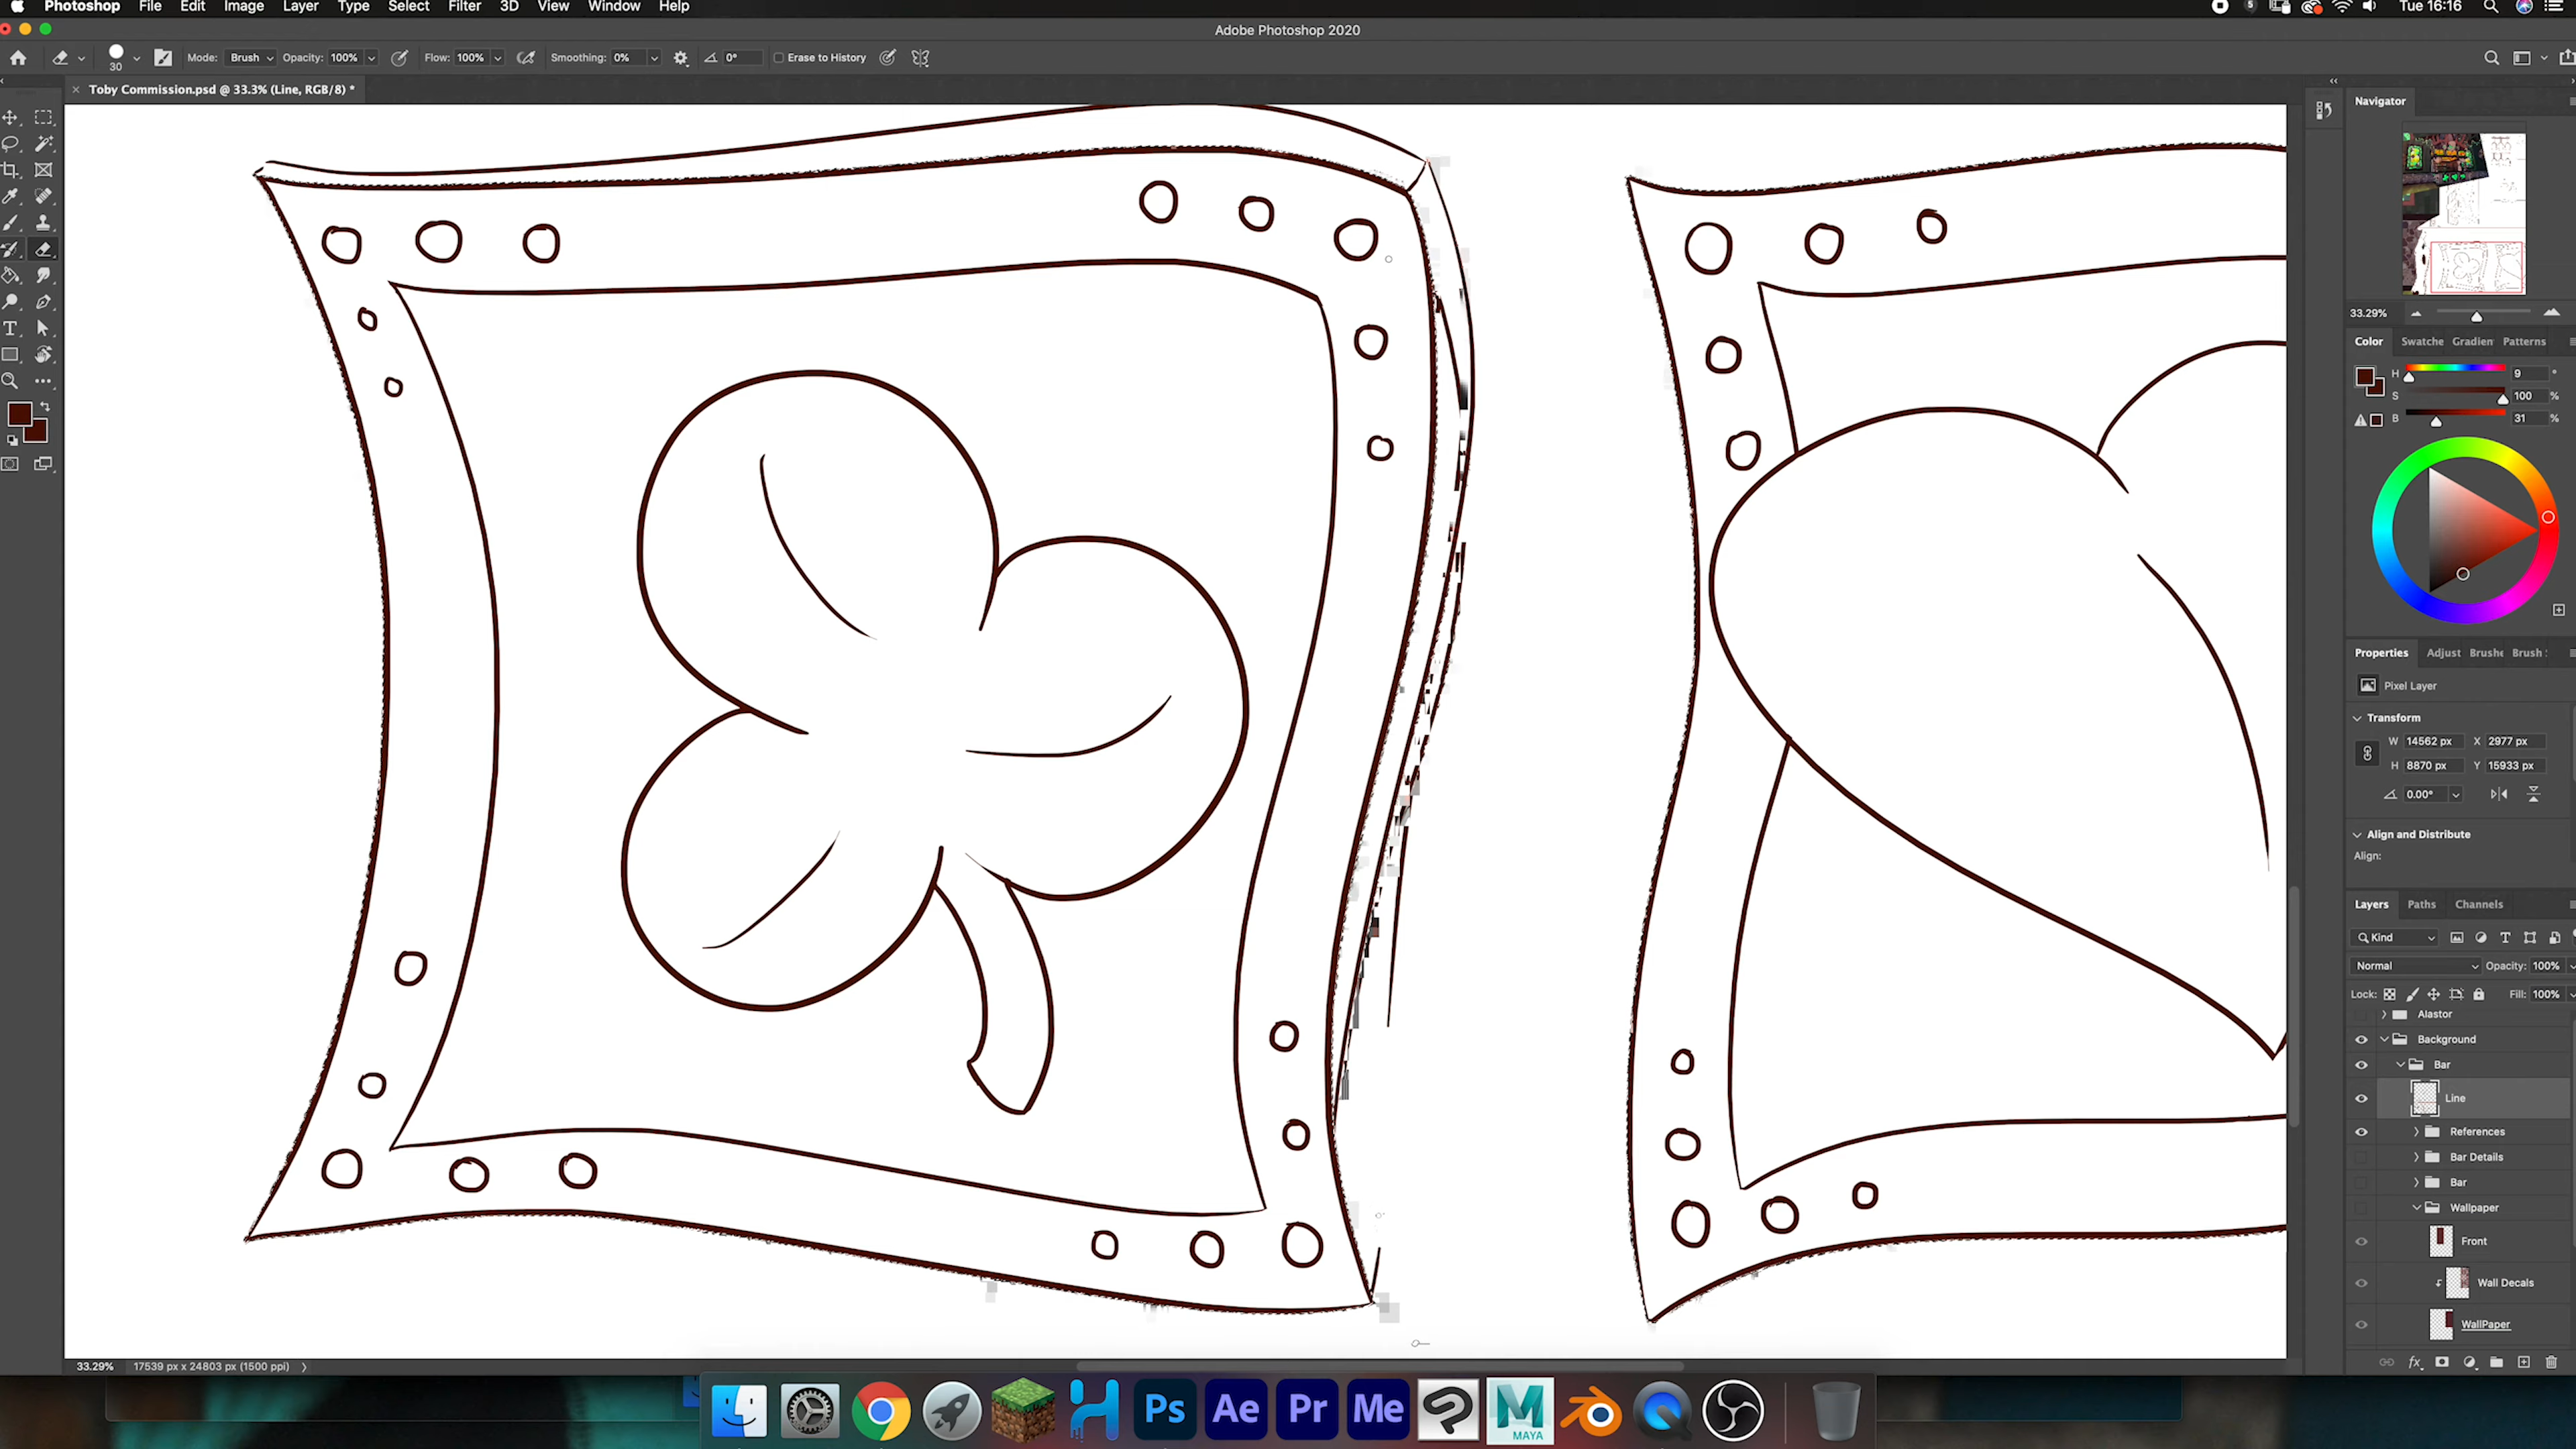 Photoshop File Edit Image Layer Type Select Filter 3D View Window Help
Tue 16:16
Adobe Photoshop 2020
30 Mode: Brush Opacity: 100% Flow: 100% Smoothing: 0% 0° Erase to History
Toby Commission.psd @ 33.3% (Line, RGB/8) *
Navigator
33.29%
Color Swatche Gradien Patterns
H 9 °
S 100 %
B 31 %
Properties Adjust Brushe Brush
Pixel Layer
Transform
W 14562 px X 2977 px
H 8870 px Y 15933 px
0.00°
Align and Distribute
Align:
Layers Paths Channels
Kind
Normal Opacity: 100%
Lock: Fill: 100%
Alastor
Background
Bar
Line
References
Bar Details
Bar
Wallpaper
Front
Wall Decals
WallPaper
33.29% 17539 px x 24803 px (1500 ppi)
Ps Ae Pr Me
MAYA